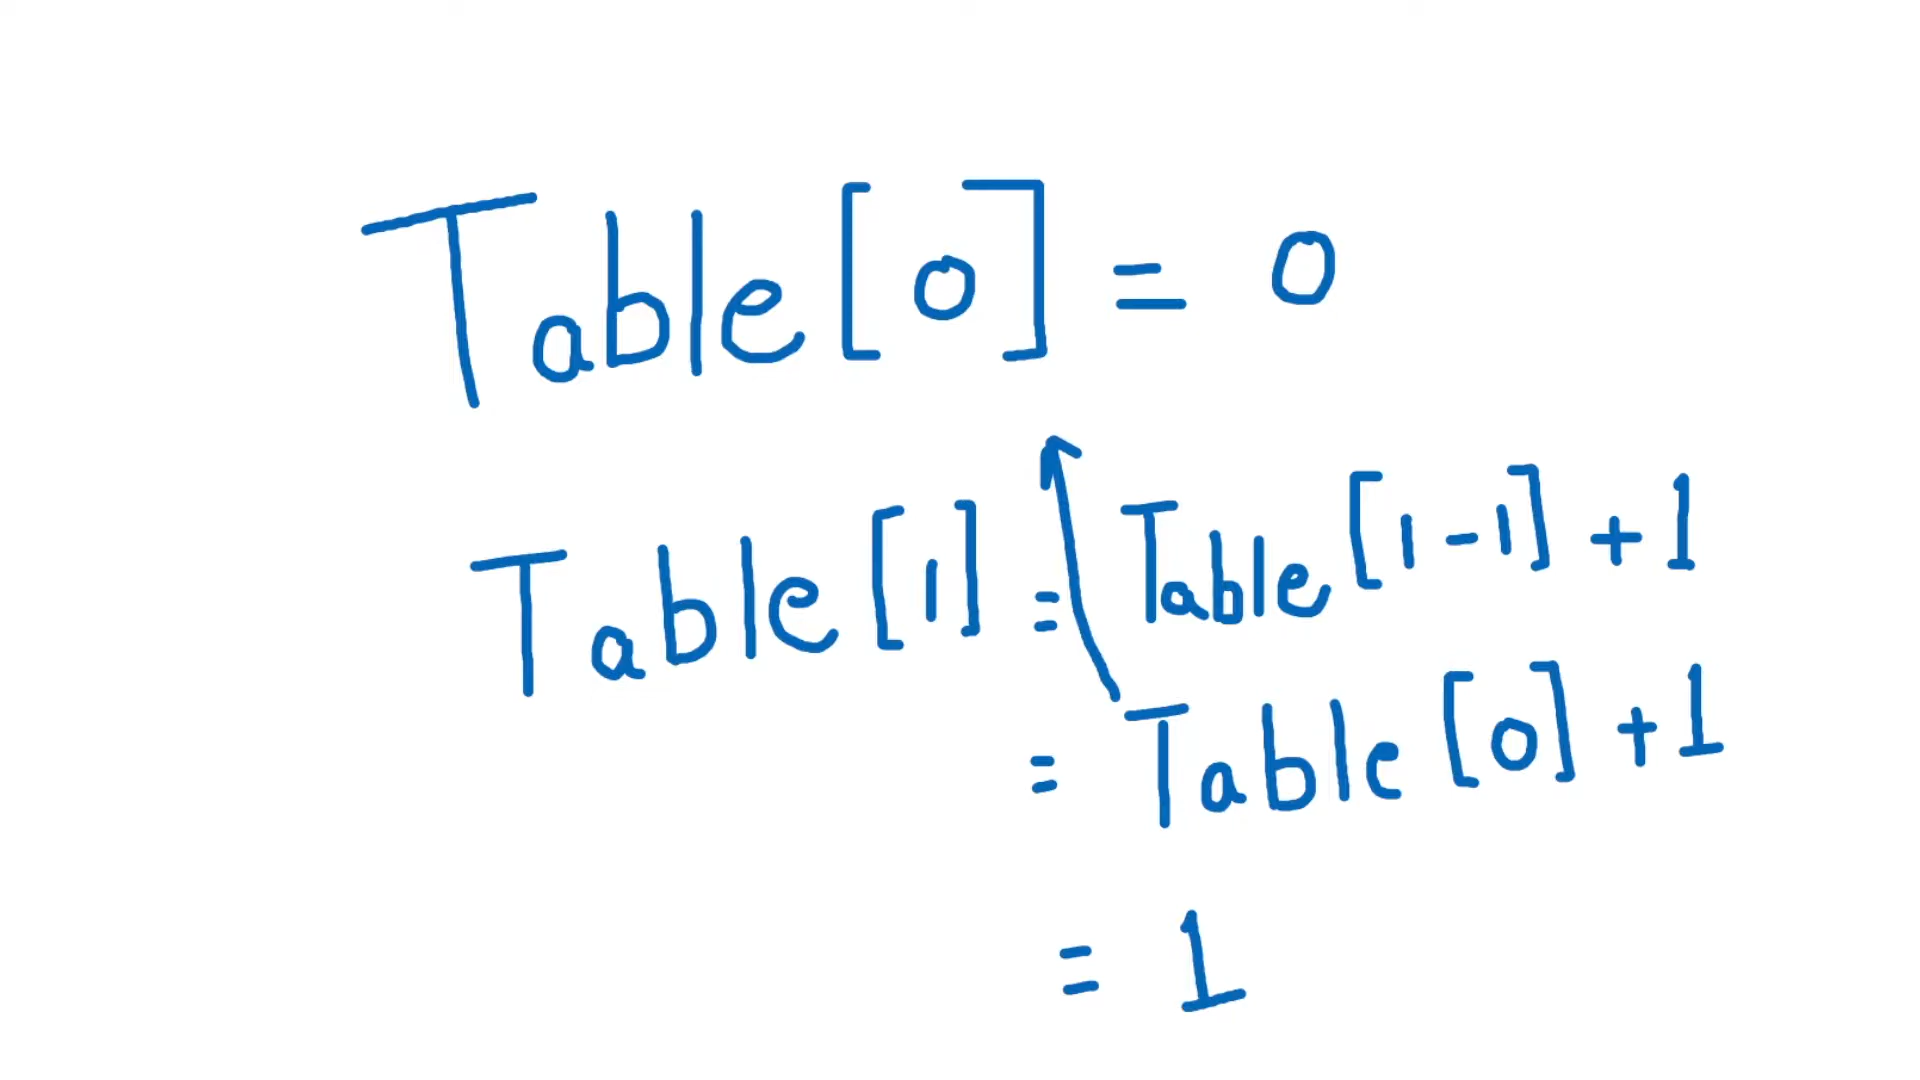 Table[0] = 0
Table[1] = Table[1-1] + 1
= Table[0] + 1
= 1